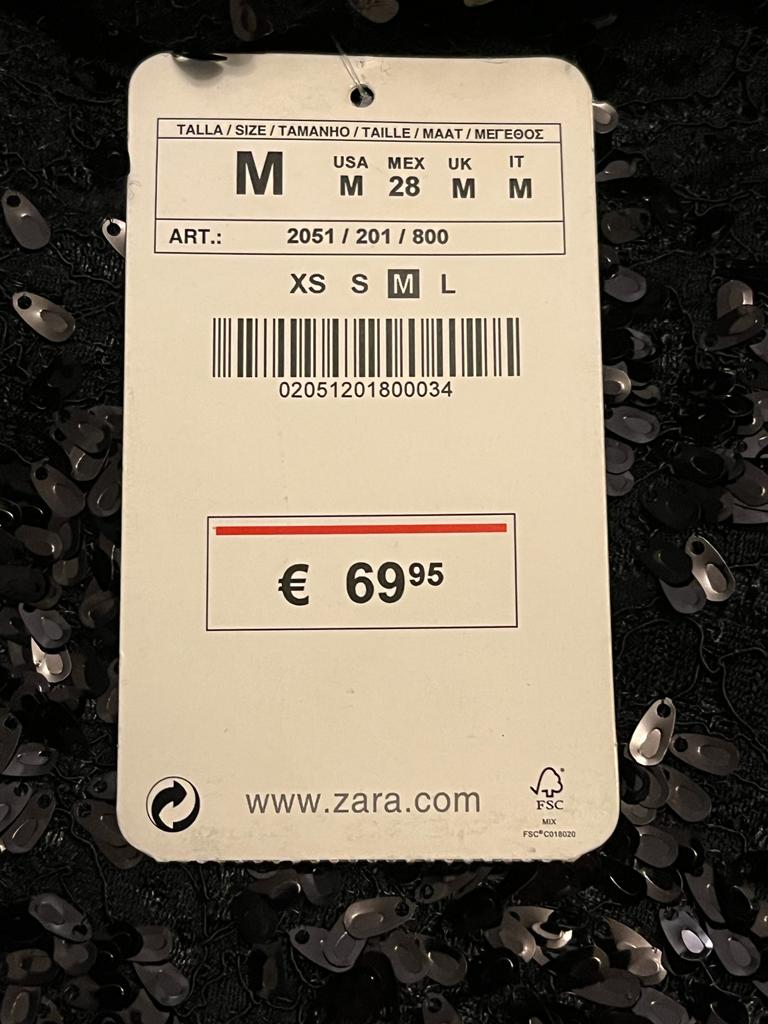 TALLA / SIZE / TAMANHO / TAILLE / MAAT / ΜΕΓΕΘΟΣ
M USA M MEX 28 UK M IT M
ART.: 2051 / 201 / 800
XS S M L
02051201800034
€ 69⁹⁵
www.zara.com
FSC®
MIX
FSC®C018020